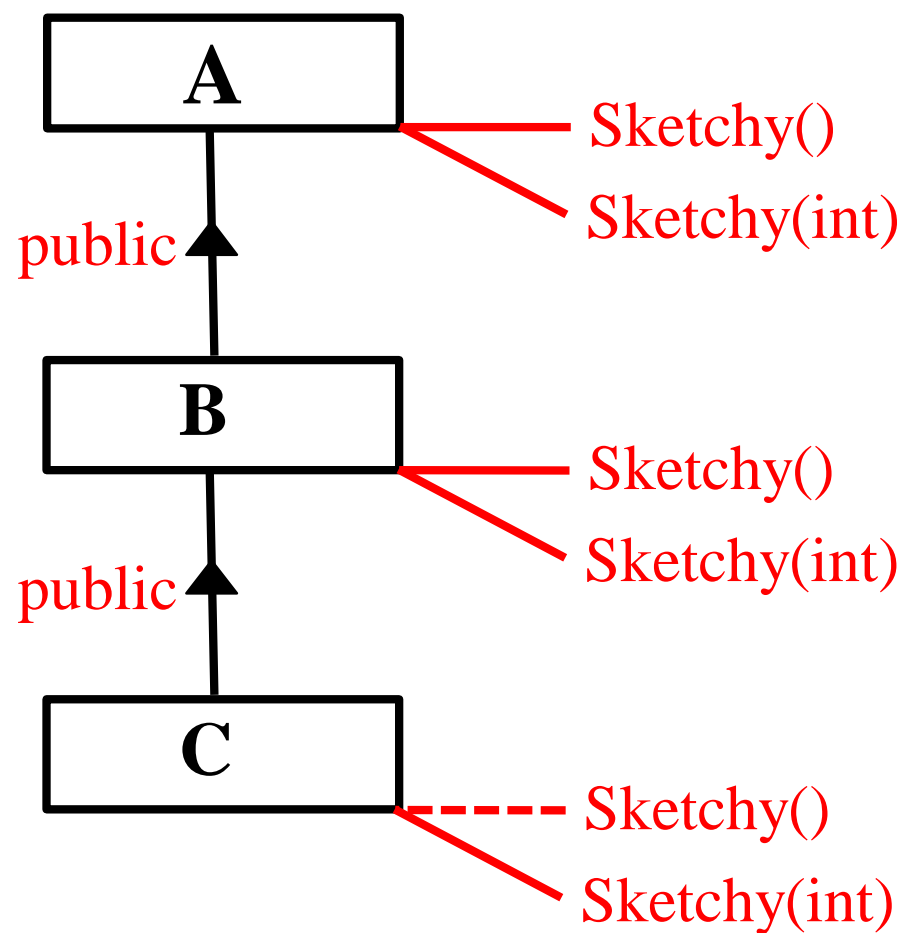 A
Sketchy()
Sketchy(int)
public
B
Sketchy()
Sketchy(int)
public
C
Sketchy()
Sketchy(int)